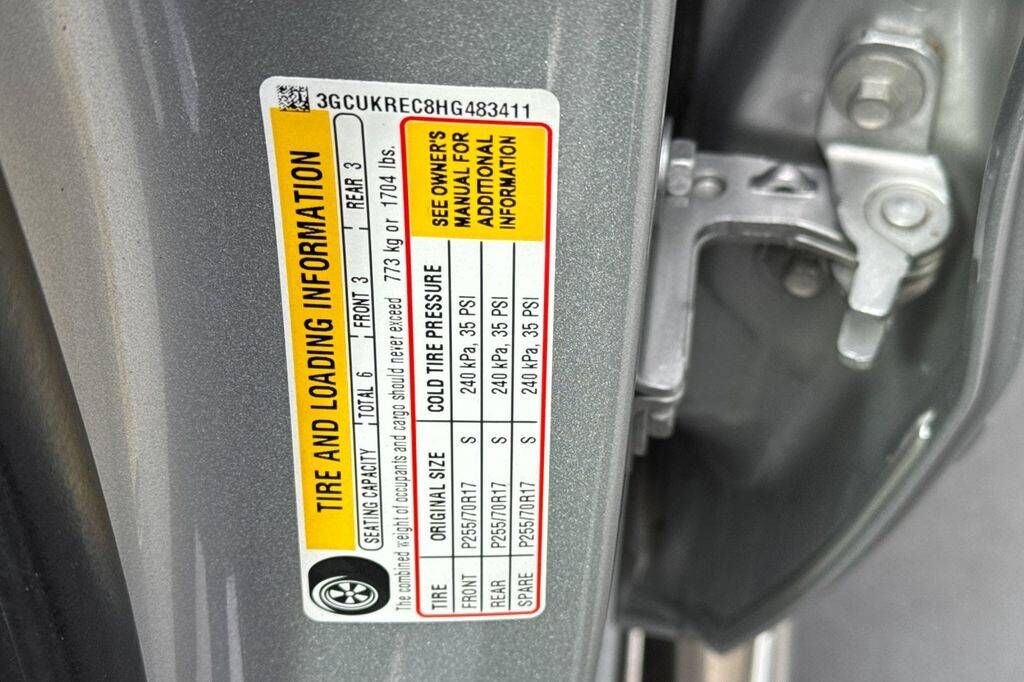 3GCUKREC8HG483411
TIRE AND LOADING INFORMATION
SEATING CAPACITY TOTAL 6 FRONT 3 REAR 3
The combined weight of occupants and cargo should never exceed 773 kg or 1704 lbs.
TIRE ORIGINAL SIZE COLD TIRE PRESSURE
FRONT P255/70R17 S 240 kPa, 35 PSI
REAR P255/70R17 S 240 kPa, 35 PSI
SPARE P255/70R17 S 240 kPa, 35 PSI
SEE OWNER'S
MANUAL FOR
ADDITIONAL
INFORMATION